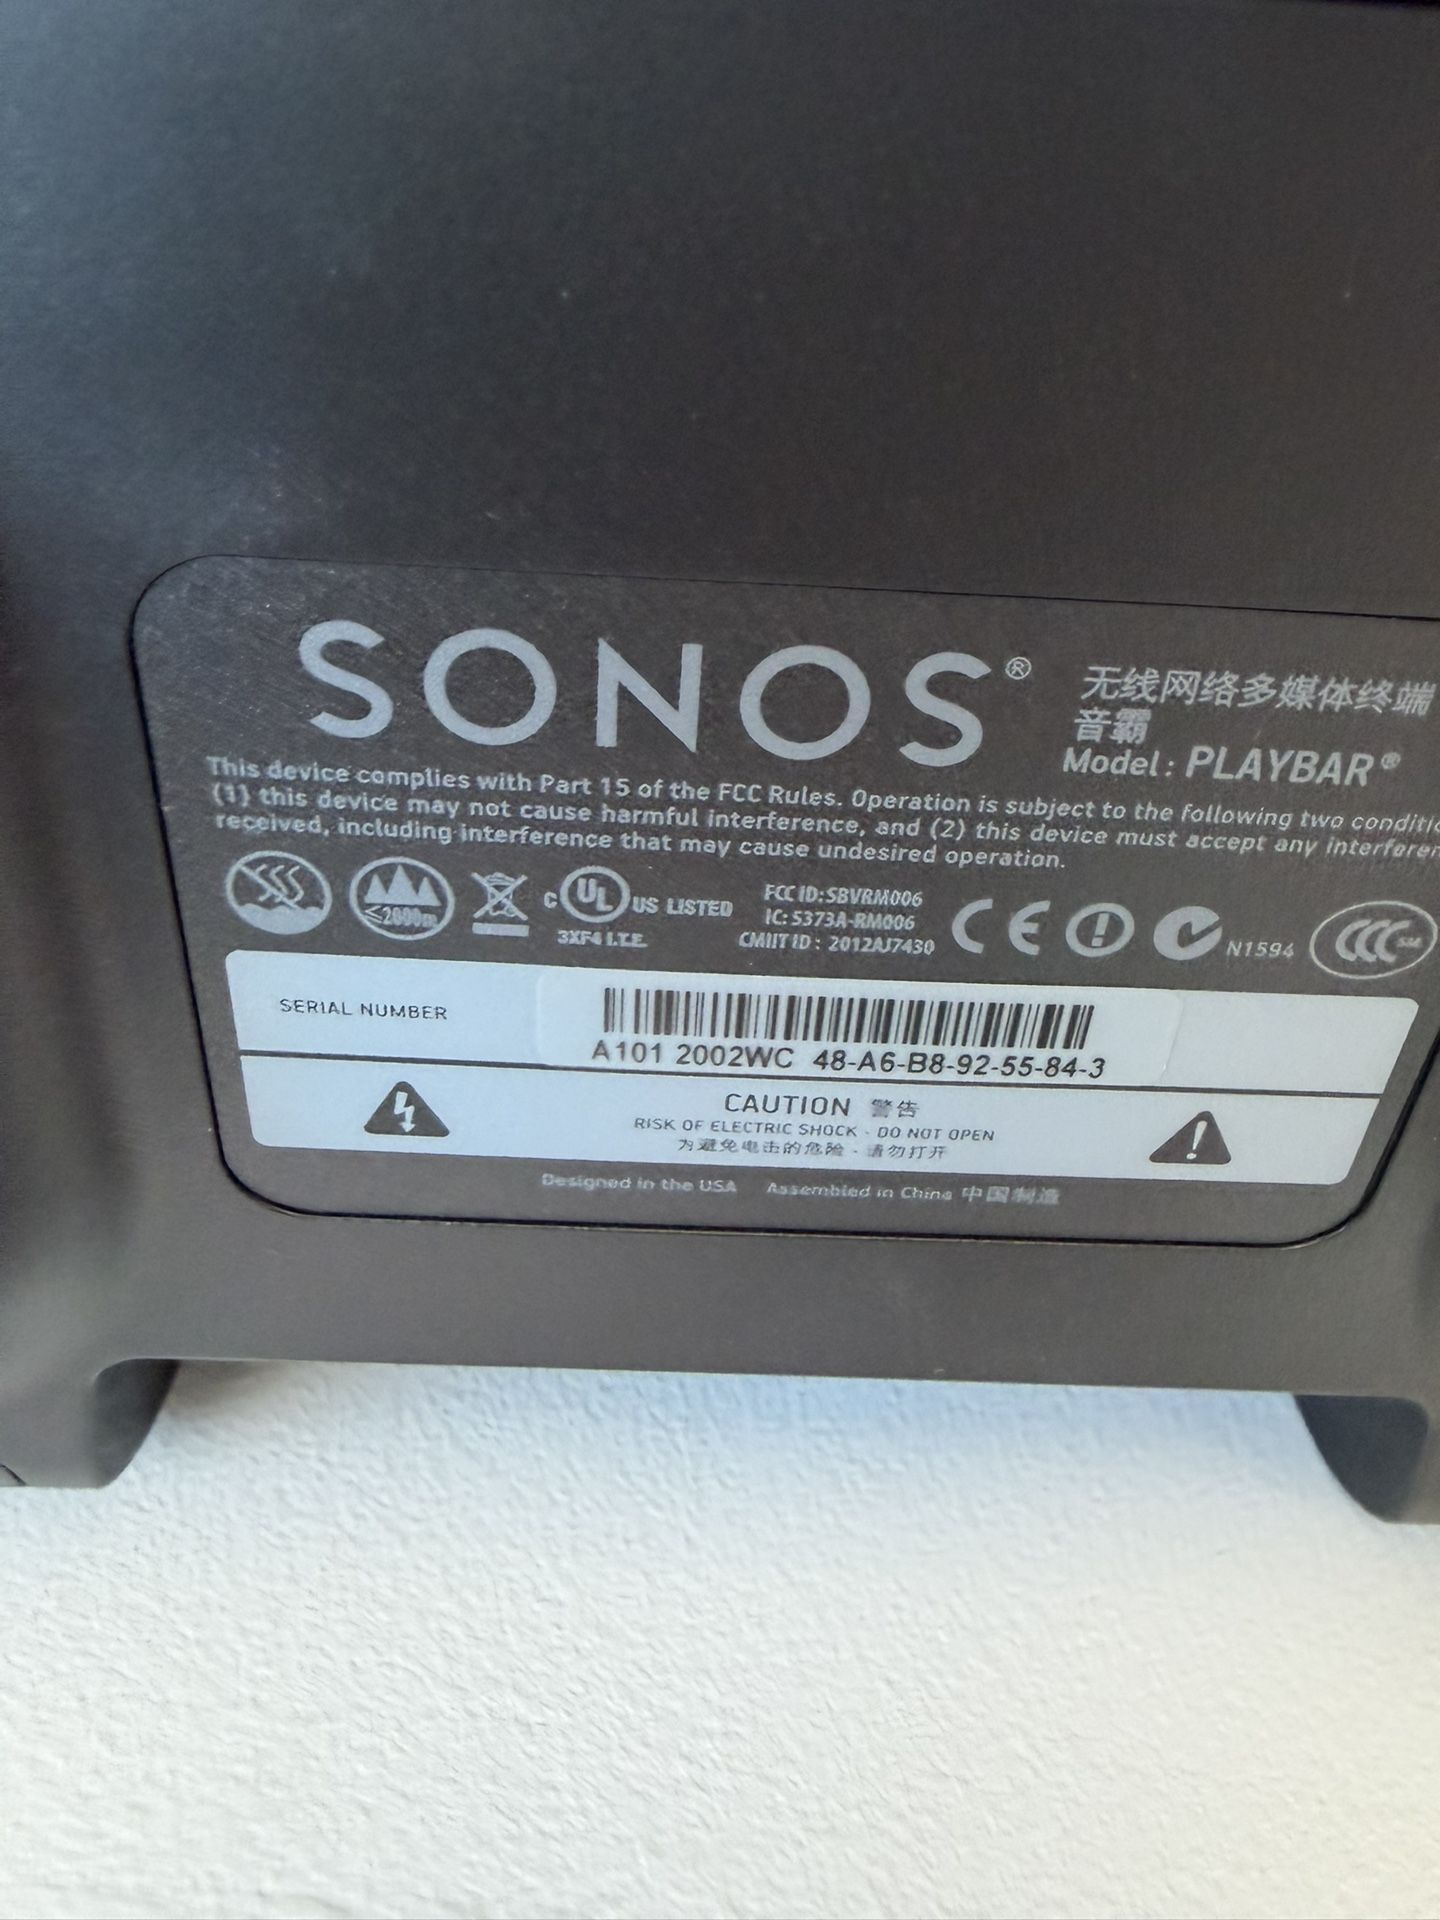 SONOS®
无线网络多媒体终端
音霸
Model: PLAYBAR®
This device complies with Part 15 of the FCC Rules. Operation is subject to the following two
(1) this device may not cause harmful interference, and (2) this device must accept any
received, including interference that may cause undesired operation.
≤2000m
C UL US LISTED
3XF4 I.T.E.
FCC ID: SBVRM006
IC: 5373A-RM006
CMIIT ID: 2012AJ7430
CE
N1594
CCC
SERIAL NUMBER
A101 2002WC 48-A6-B8-92-55-84-3
CAUTION 警告
RISK OF ELECTRIC SHOCK - DO NOT OPEN
为避免电击的危险 - 请勿打开
Designed in the USA Assembled in China 中国制造